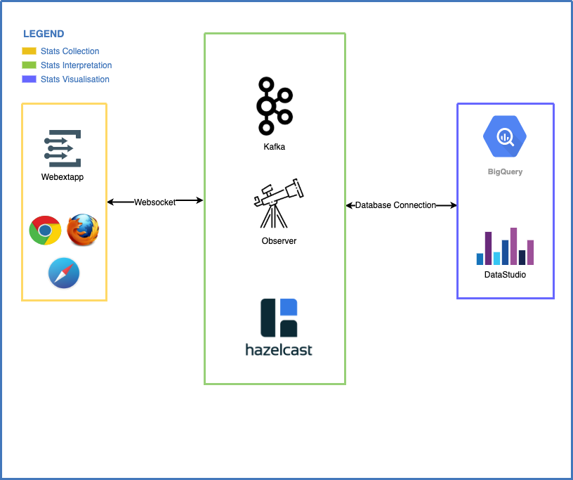 LEGEND
Stats Collection
Stats Interpretation
Stats Visualisation
Webextapp
Websocket
Kafka
Observer
hazelcast
Database Connection
BigQuery
DataStudio